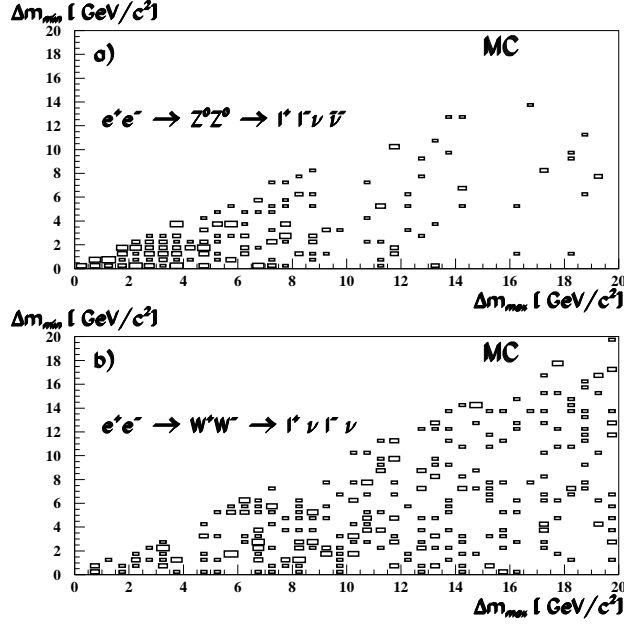 Δm_min [ GeV/c²]
a)
MC
e⁺e⁻ → Z⁰Z⁰ → l⁺ l⁻ν ν̄
20
18
16
14
12
10
8
6
4
2
0
0 2 4 6 8 10 12 14 16 18 20
Δm_max [ GeV/c²]
Δm_min [ GeV/c²]
b)
MC
e⁺e⁻ → W⁺W⁻ → l⁺ ν l⁻ ν
20
18
16
14
12
10
8
6
4
2
0
0 2 4 6 8 10 12 14 16 18 20
Δm_max [ GeV/c²]